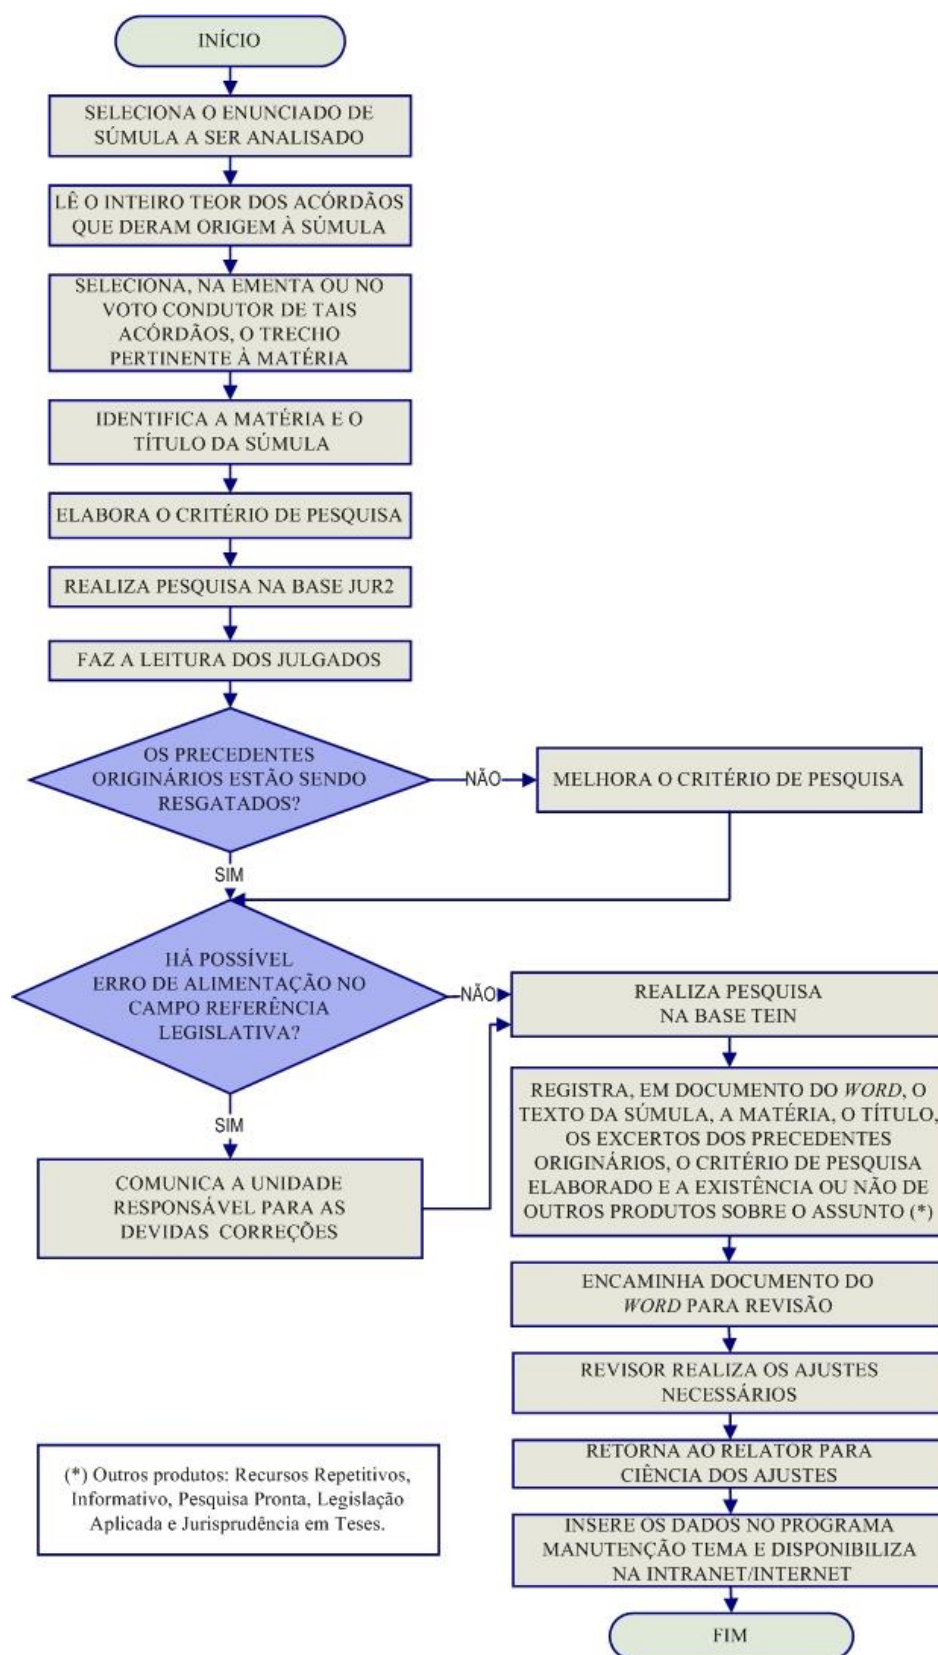 INÍCIO
SELECIONA O ENUNCIADO DE
SÚMULA A SER ANALISADO
LÊ O INTEIRO TEOR DOS ACÓRDÃOS
QUE DERAM ORIGEM À SÚMULA
SELECIONA, NA EMENTA OU NO
VOTO CONDUTOR DE TAIS
ACÓRDÃOS, O TRECHO
PERTINENTE À MATÉRIA
IDENTIFICA A MATÉRIA E O
TÍTULO DA SÚMULA
ELABORA O CRITÉRIO DE PESQUISA
REALIZA PESQUISA NA BASE JUR2
FAZ A LEITURA DOS JULGADOS
OS PRECEDENTES
ORIGINÁRIOS ESTÃO SENDO
RESGATADOS?
NÃO
MELHORA O CRITÉRIO DE PESQUISA
SIM
HÁ POSSÍVEL
ERRO DE ALIMENTAÇÃO NO
CAMPO REFERÊNCIA
LEGISLATIVA?
NÃO
REALIZA PESQUISA
NA BASE TEIN
SIM
COMUNICA A UNIDADE
RESPONSÁVEL PARA AS
DEVIDAS CORREÇÕES
REGISTRA, EM DOCUMENTO DO WORD, O
TEXTO DA SÚMULA, A MATÉRIA, O TÍTULO,
OS EXCERTOS DOS PRECEDENTES
ORIGINÁRIOS, O CRITÉRIO DE PESQUISA
ELABORADO E A EXISTÊNCIA OU NÃO DE
OUTROS PRODUTOS SOBRE O ASSUNTO (*)
ENCAMINHA DOCUMENTO DO
WORD PARA REVISÃO
REVISOR REALIZA OS AJUSTES
NECESSÁRIOS
RETORNA AO RELATOR PARA
CIÊNCIA DOS AJUSTES
INSERE OS DADOS NO PROGRAMA
MANUTENÇÃO TEMA E DISPONIBILIZA
NA INTRANET/INTERNET
FIM
(*) Outros produtos: Recursos Repetitivos,
Informativo, Pesquisa Pronta, Legislação
Aplicada e Jurisprudência em Teses.